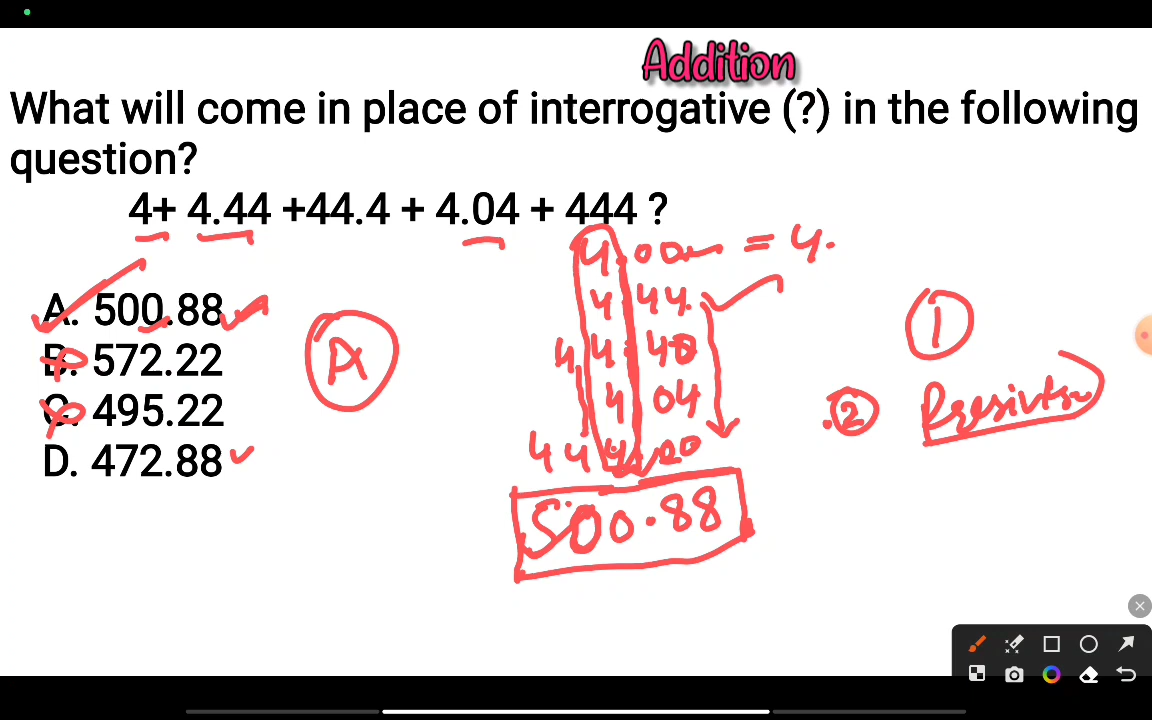 Addition
What will come in place of interrogative (?) in the following
question?
4+ 4.44 +44.4 + 4.04 + 444 ?
4.00 = 4.
A. 500.88
4 44
B. 572.22
A
44.40
1
C. 495.22
4 04
2
D. 472.88
444.00
500.88